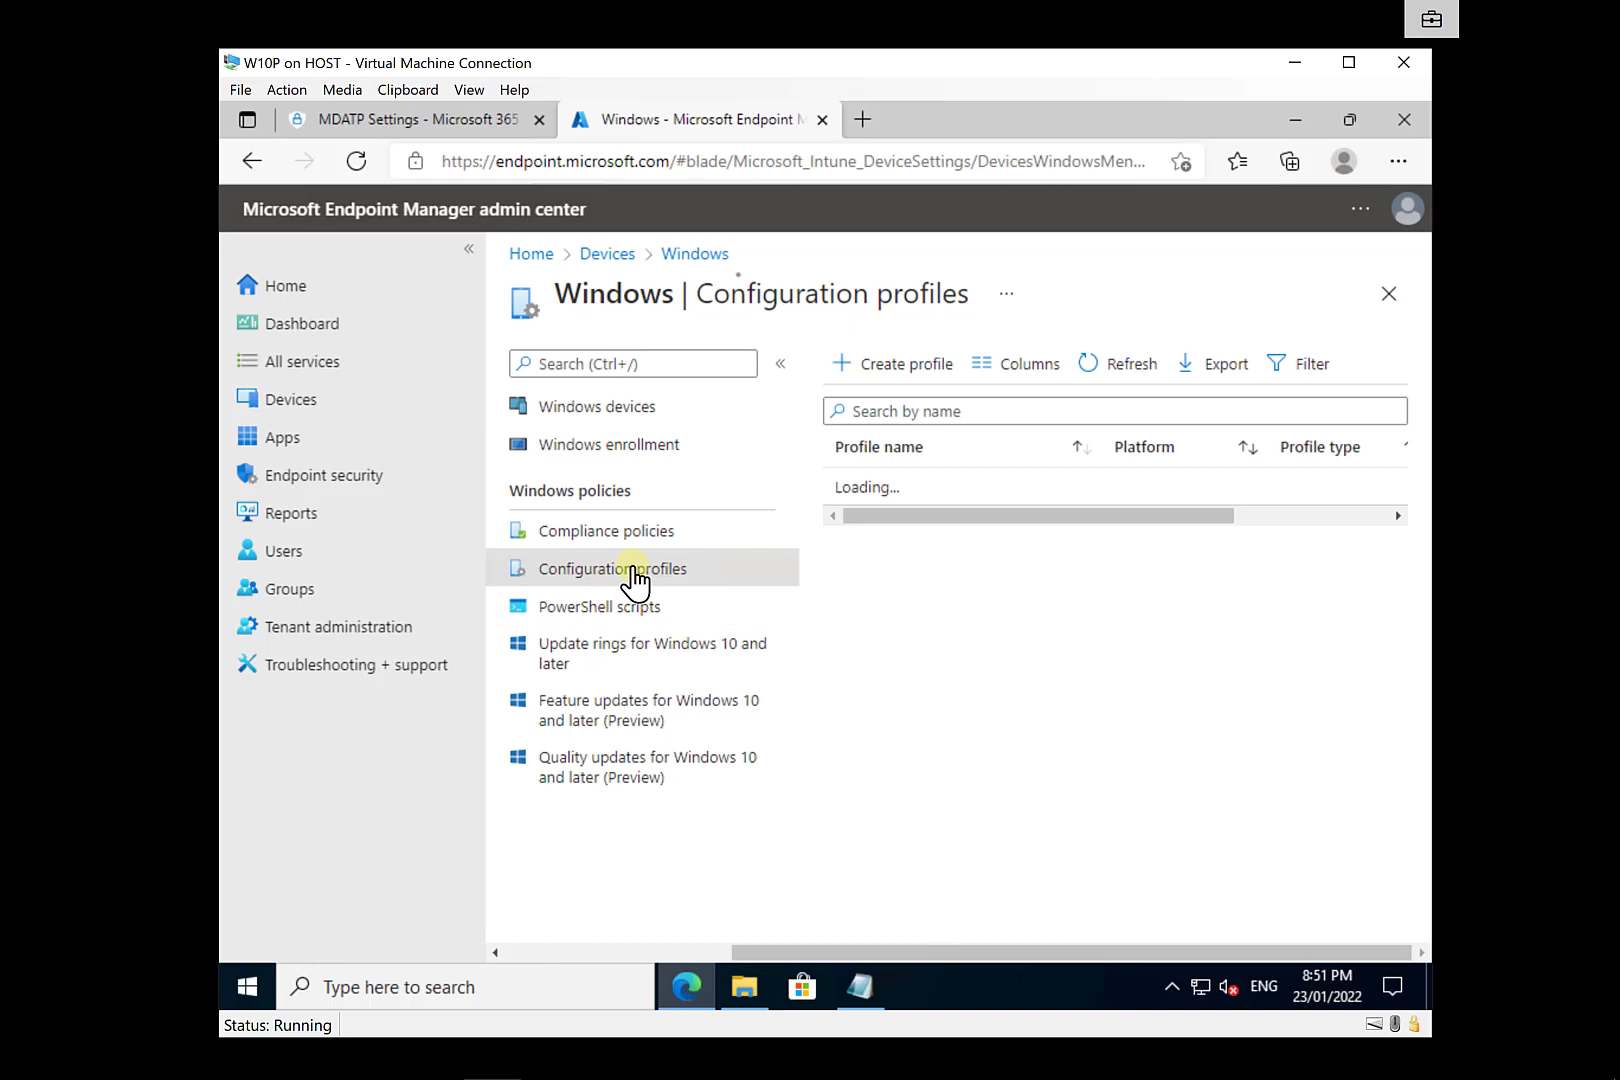 W10P on HOST - Virtual Machine Connection
File Action Media Clipboard View Help
MDATP Settings - Microsoft 365
Windows - Microsoft Endpoint M
https://endpoint.microsoft.com/#blade/Microsoft_Intune_DeviceSettings/DevicesWindowsMen...
Microsoft Endpoint Manager admin center
Home
Dashboard
All services
Devices
Apps
Endpoint security
Reports
Users
Groups
Tenant administration
Troubleshooting + support
Home > Devices > Windows
Windows | Configuration profiles
Search (Ctrl+/)
Windows devices
Windows enrollment
Windows policies
Compliance policies
Configuration profiles
PowerShell scripts
Update rings for Windows 10 and
later
Feature updates for Windows 10
and later (Preview)
Quality updates for Windows 10
and later (Preview)
Create profile Columns Refresh Export Filter
Search by name
Profile name Platform Profile type
Loading...
Type here to search
ENG
8:51 PM
23/01/2022
Status: Running